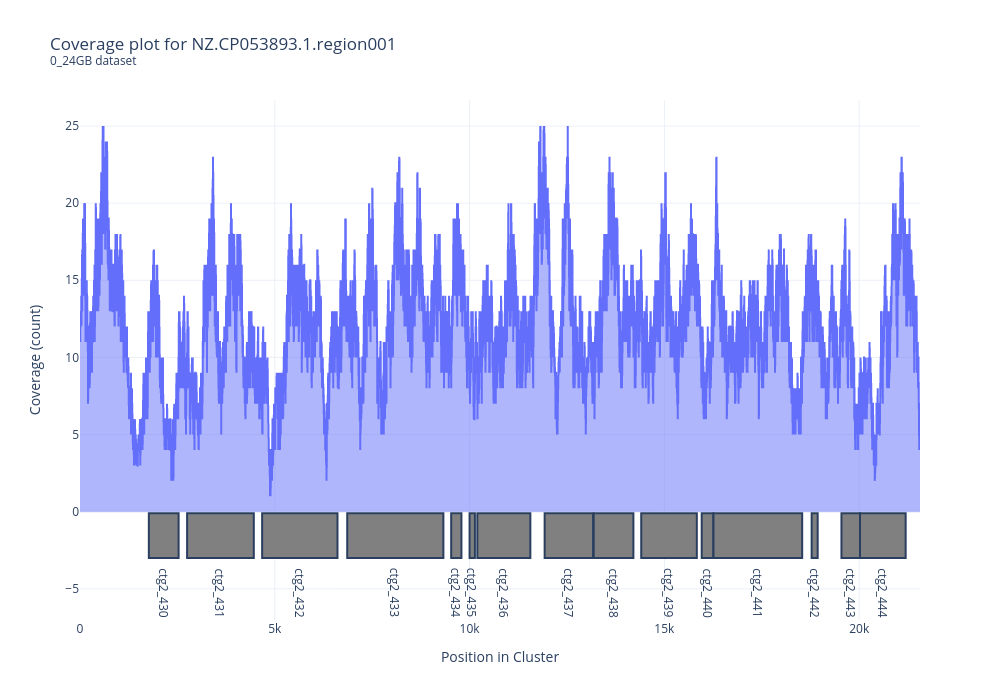 Coverage plot for NZ.CP053893.1.region001
0_24GB dataset
25
20
15
10
5
0
−5
Coverage (count)
ctg2_430
ctg2_431
ctg2_432
ctg2_433
ctg2_434
ctg2_435
ctg2_436
ctg2_437
ctg2_438
ctg2_439
ctg2_440
ctg2_441
ctg2_442
ctg2_443
ctg2_444
0
5k
10k
15k
20k
Position in Cluster